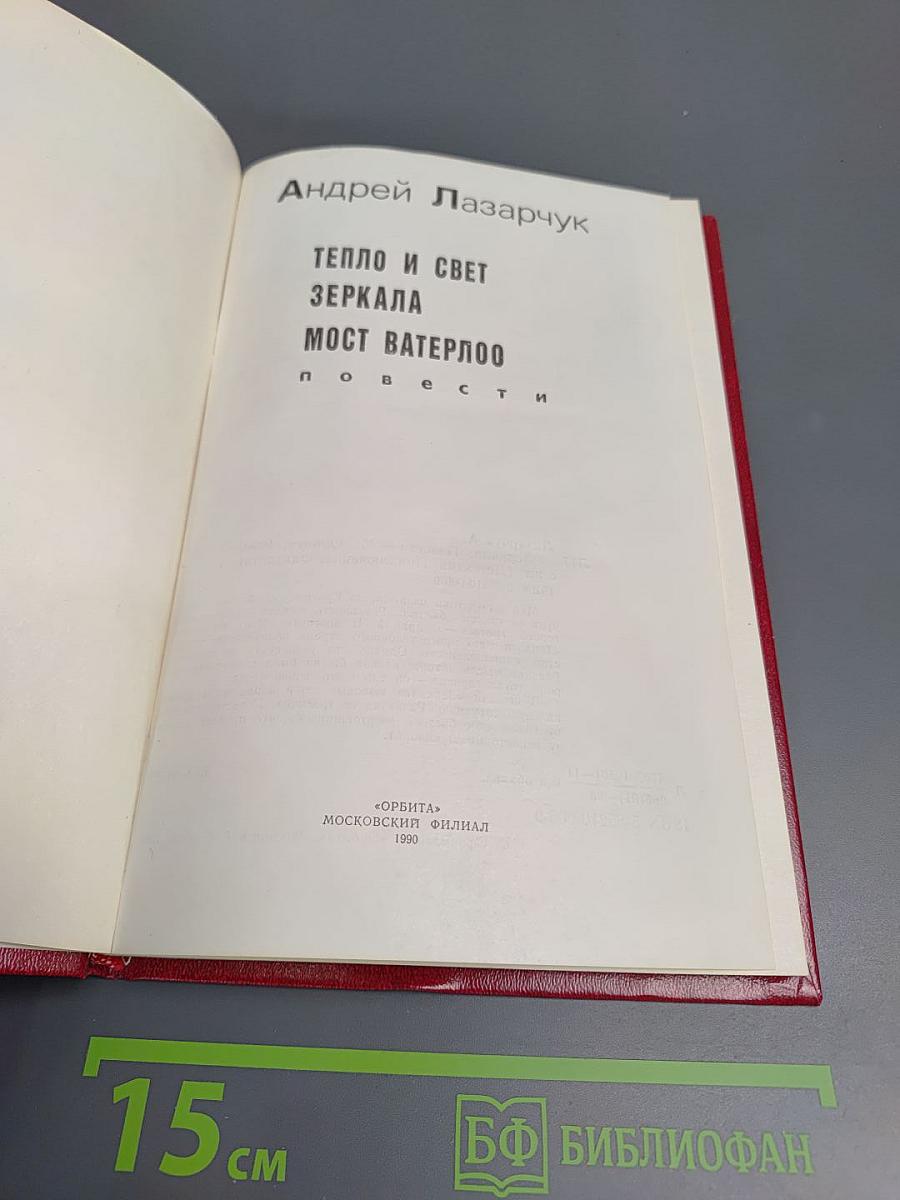 Андрей Лазарчук
ТЕПЛО И СВЕТ
ЗЕРКАЛА
МОСТ ВАТЕРЛОО
повести
«ОРБИТА»
МОСКОВСКИЙ ФИЛИАЛ
1990
15 см
БФ БИБЛИОФАН